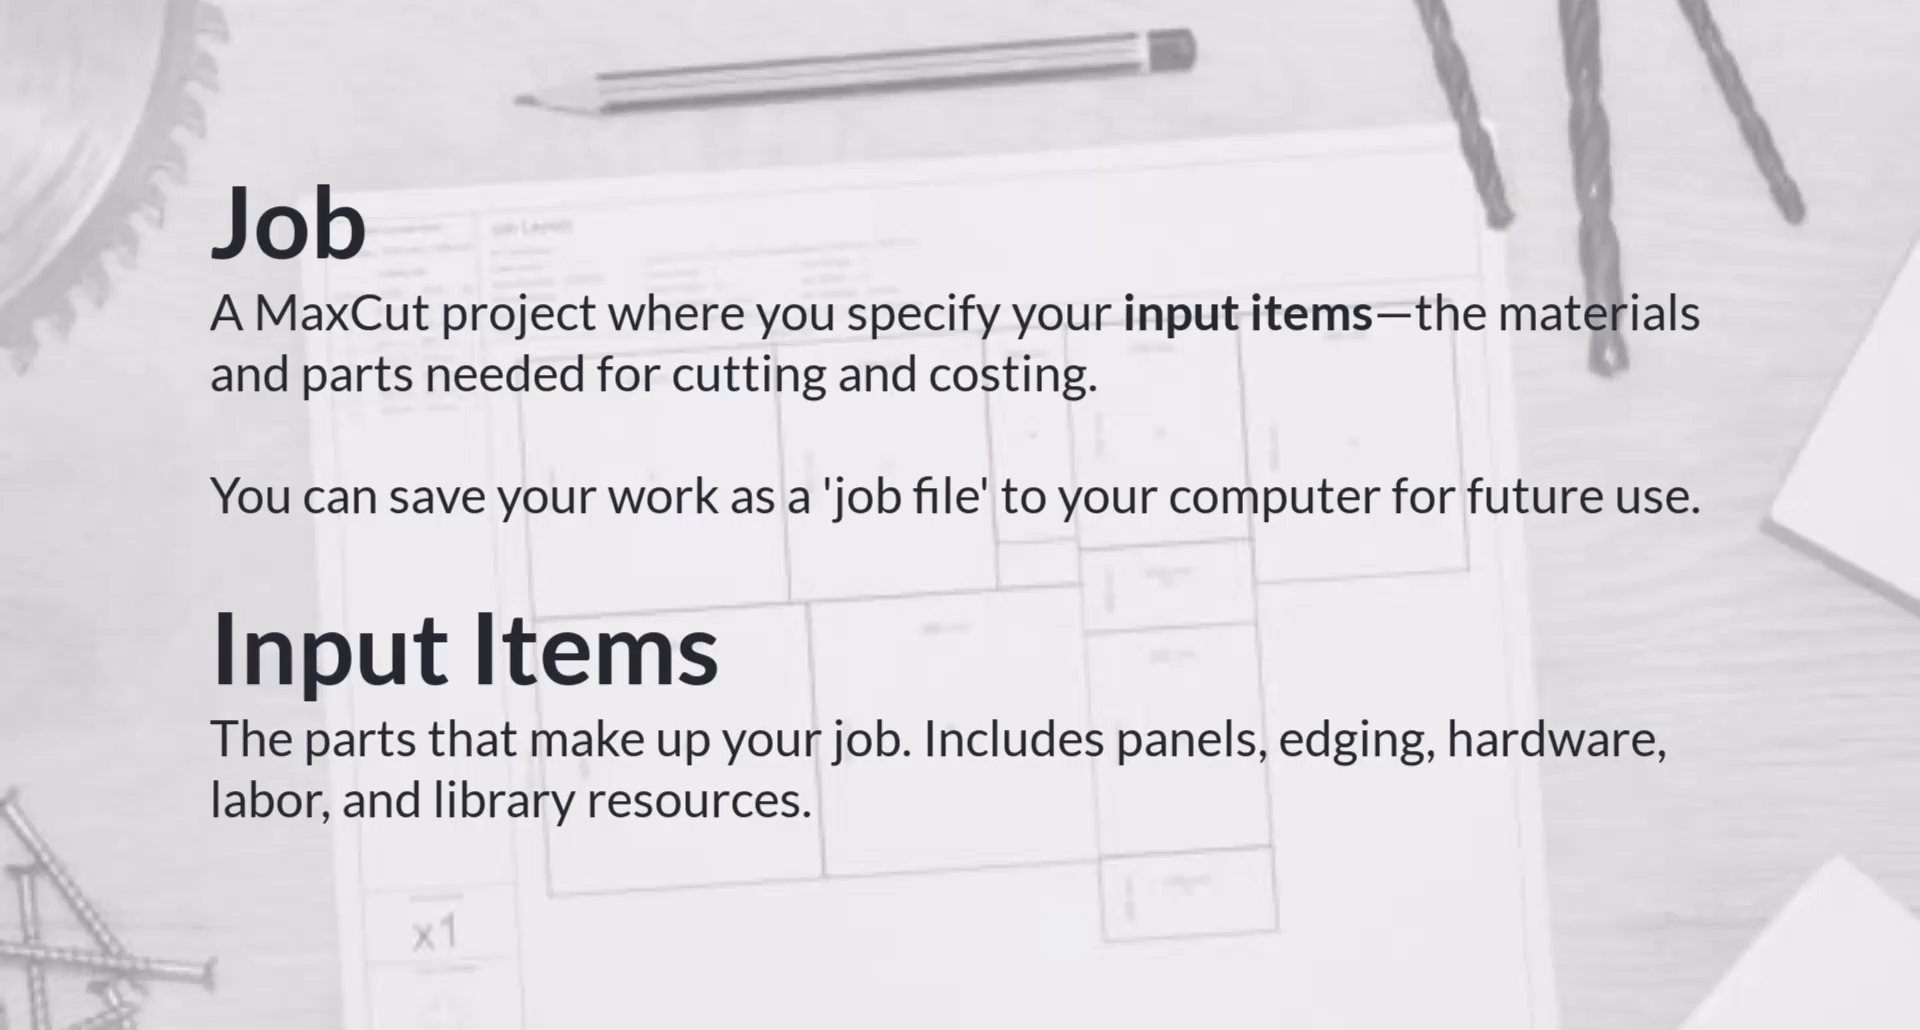 Job
A MaxCut project where you specify your input items—the materials
and parts needed for cutting and costing.
You can save your work as a 'job file' to your computer for future use.
Input Items
The parts that make up your job. Includes panels, edging, hardware,
labor, and library resources.
x1